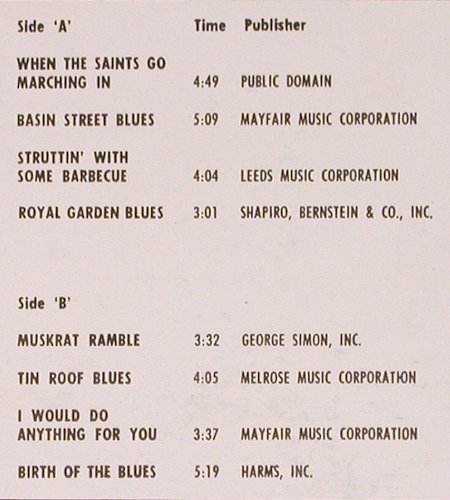 Side 'A' Time Publisher
WHEN THE SAINTS GO
MARCHING IN 4:49 PUBLIC DOMAIN
BASIN STREET BLUES 5:09 MAYFAIR MUSIC CORPORATION
STRUTTIN' WITH
SOME BARBECUE 4:04 LEEDS MUSIC CORPORATION
ROYAL GARDEN BLUES 3:01 SHAPIRO, BERNSTEIN & CO., INC.
Side 'B'
MUSKRAT RAMBLE 3:32 GEORGE SIMON, INC.
TIN ROOF BLUES 4:05 MELROSE MUSIC CORPORATION
I WOULD DO
ANYTHING FOR YOU 3:37 MAYFAIR MUSIC CORPORATION
BIRTH OF THE BLUES 5:19 HARMS, INC.